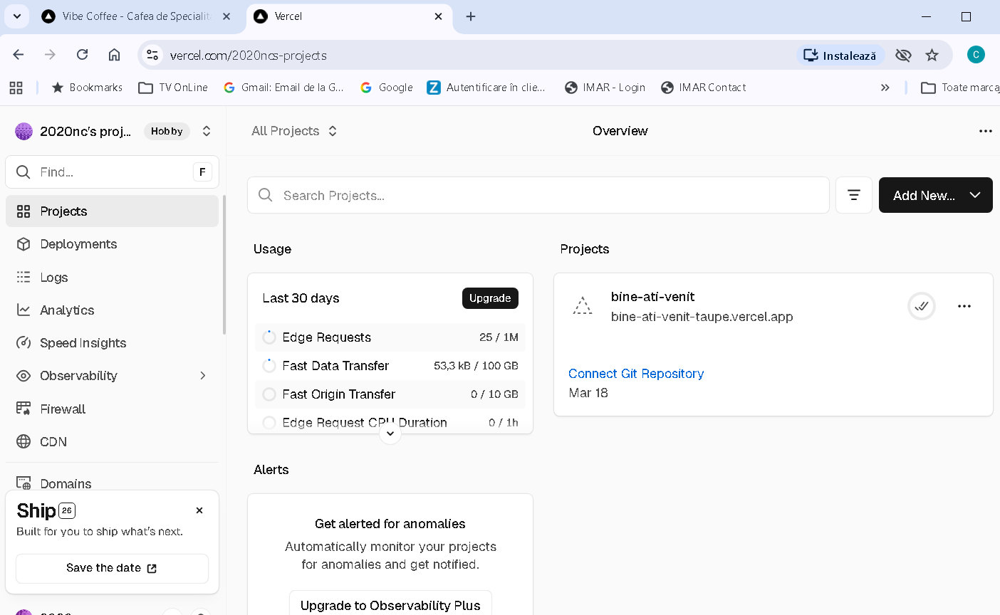 Vibe Coffee - Cafea de Specialit
Vercel
vercel.com/2020ncs-projects
Instalează
C
Bookmarks
TV OnLine
Gmail: Email de la G...
Google
Autentificare în clie...
IMAR - Login
IMAR Contact
Toate marca
2020nc's proj...
Hobby
All Projects
Overview
Find...
F
Search Projects...
Add New...
Projects
Deployments
Logs
Analytics
Speed Insights
Observability
Firewall
CDN
Domains
Ship 26
Built for you to ship what's next.
Save the date
Usage
Last 30 days
Upgrade
Edge Requests
25 / 1M
Fast Data Transfer
53,3 kB / 100 GB
Fast Origin Transfer
0 / 10 GB
Edge Request CPU Duration
0 / 1h
Alerts
Get alerted for anomalies
Automatically monitor your projects
for anomalies and get notified.
Upgrade to Observability Plus
Projects
bine-ati-venit
bine-ati-venit-taupe.vercel.app
Connect Git Repository
Mar 18